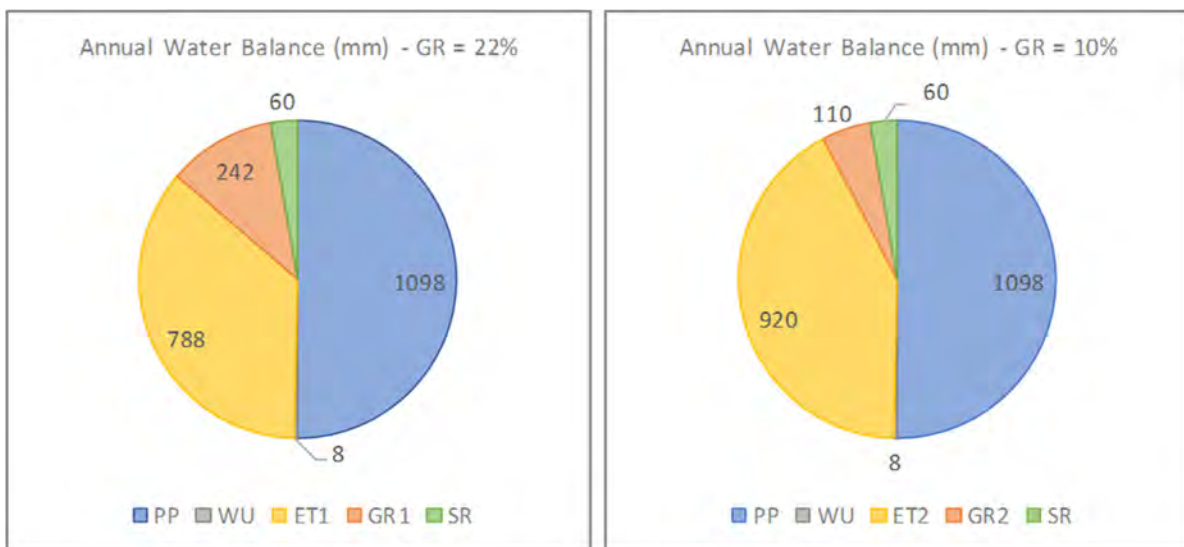 Annual Water Balance (mm) - GR = 22%
60
242
1098
788
8
PP WU ET1 GR1 SR
Annual Water Balance (mm) - GR = 10%
60
110
1098
920
8
PP WU ET2 GR2 SR